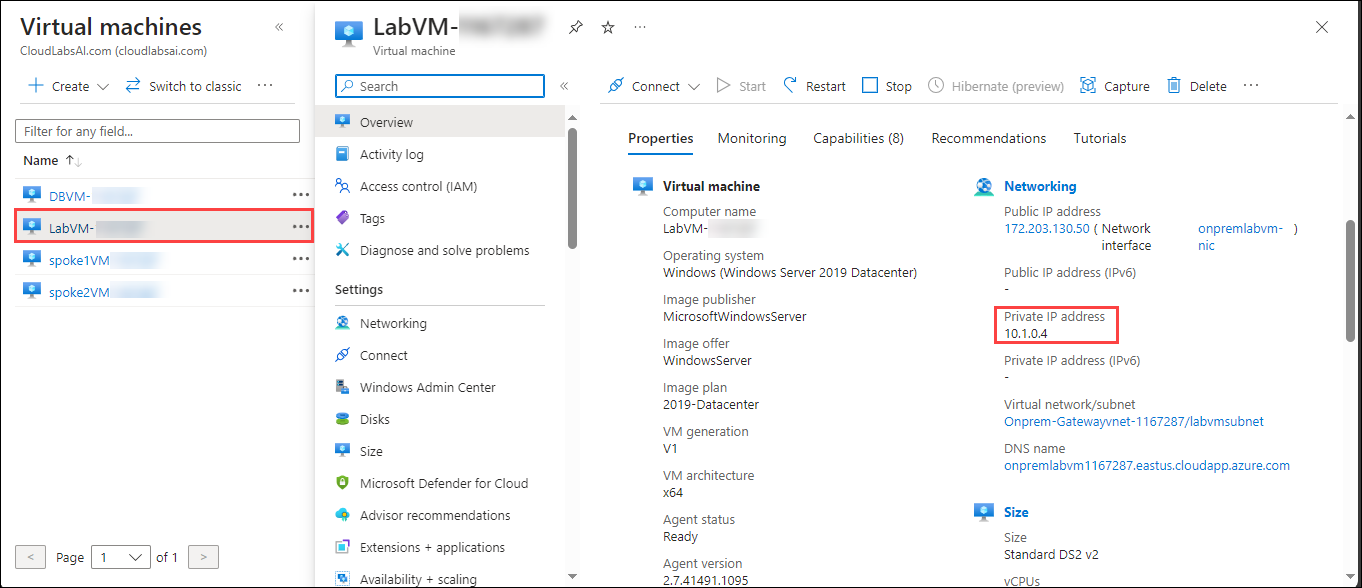 Virtual machines
CloudLabsAI.com (cloudlabsai.com)
Create
Switch to classic
Filter for any field...
Name
DBVM-
LabVM-
spoke1VM
spoke2VM
< Page 1 of 1 >
LabVM-
Virtual machine
Search
Overview
Activity log
Access control (IAM)
Tags
Diagnose and solve problems
Settings
Networking
Connect
Windows Admin Center
Disks
Size
Microsoft Defender for Cloud
Advisor recommendations
Extensions + applications
Availability + scaling
Connect Start Restart Stop Hibernate (preview) Capture Delete
Properties Monitoring Capabilities (8) Recommendations Tutorials
Virtual machine
Computer name
LabVM-
Operating system
Windows (Windows Server 2019 Datacenter)
Image publisher
MicrosoftWindowsServer
Image offer
WindowsServer
Image plan
2019-Datacenter
VM generation
V1
VM architecture
x64
Agent status
Ready
Agent version
2.7.41491.1095
Networking
Public IP address
172.203.130.50 ( Network onpremlabvm- )
interface nic
Public IP address (IPv6)
-
Private IP address
10.1.0.4
Private IP address (IPv6)
-
Virtual network/subnet
Onprem-Gatewayvnet-1167287/labvmsubnet
DNS name
onpremlabvm1167287.eastus.cloudapp.azure.com
Size
Size
Standard DS2 v2
vCPUs